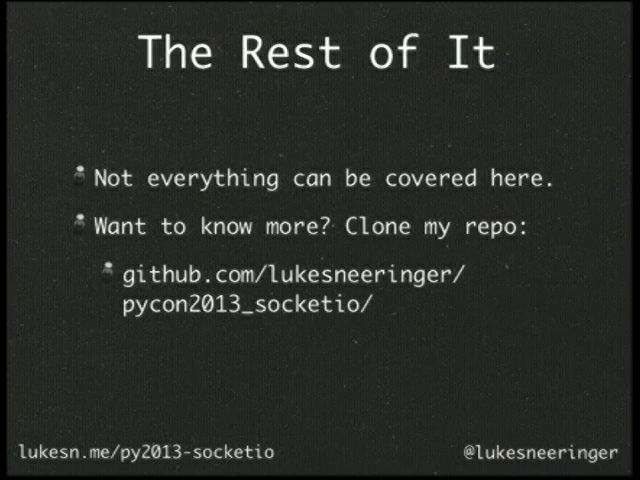 The Rest of It
Not everything can be covered here.
Want to know more? Clone my repo:
github.com/lukesneeringer/
pycon2013_socketio/
lukesn.me/py2013-socketio
@lukesneeringer